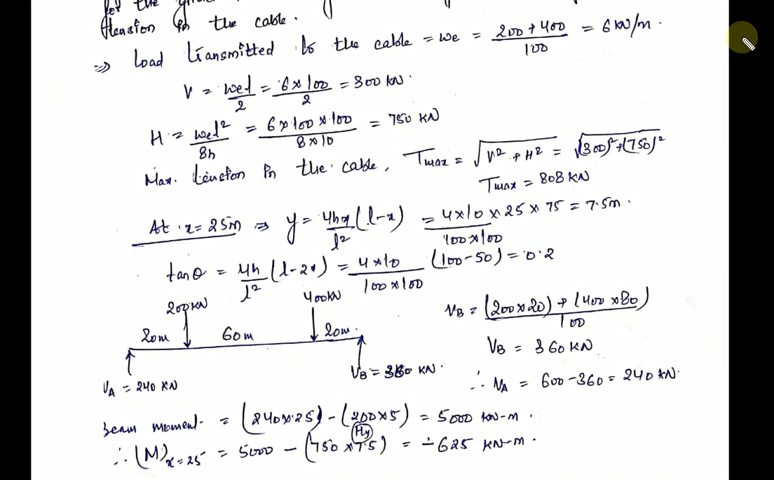 for the
tension in the cable.
⇒ Load transmitted to the cable = we = (200 + 400)/100 = 6 kN/m.
V = wel/2 = (6 × 100)/2 = 300 kN.
H = wel²/8h = (6 × 100 × 100)/(8 × 10) = 750 kN
Max. tension in the cable, Tmax = √(V² + H²) = √((300)² + (750)²
Tmax = 808 kN
At x = 25m ⇒ y = 4hx/l² (l - x) = (4 × 10 × 25 × 75)/(100 × 100) = 7.5m.
tanθ = 4h/l² (l - 2x) = (4 × 10)/(100 × 100) (100 - 50) = 0.2
200kN 400kN
20m 60m 20m.
VA = 240 kN VB = 360 kN.
VB = ((200 × 20) + (400 × 80))/100
VB = 360 kN
∴ VA = 600 - 360 = 240 kN.
Beam moment = (240 × 25) - (200 × 5) = 5000 kN-m.
Hy
∴ (M)x=25 = 5000 - (750 × 7.5) = -625 kN-m.